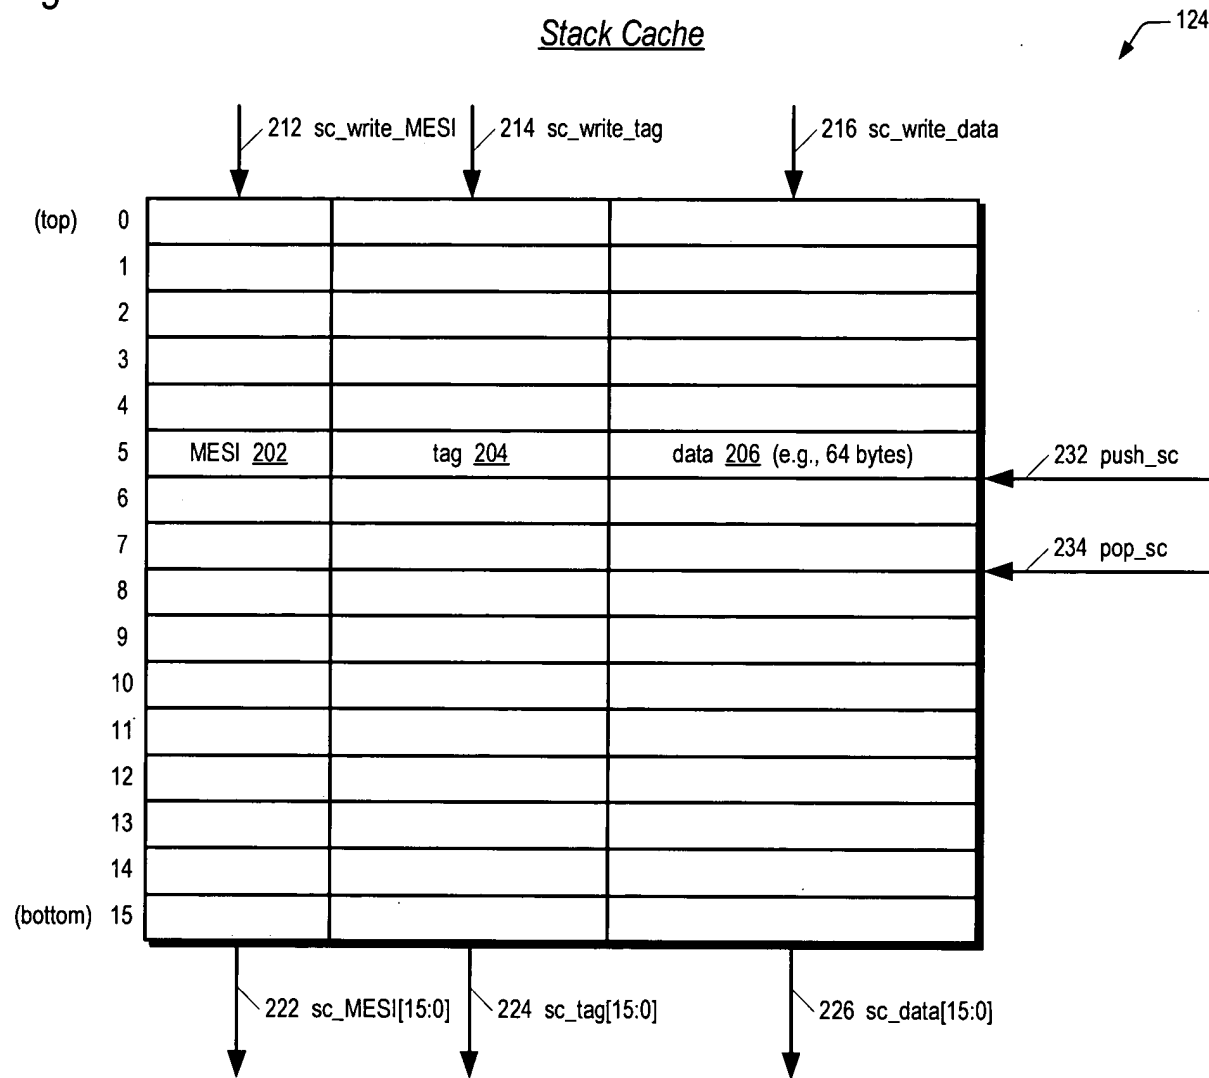 Stack Cache
124
212 sc_write_MESI 214 sc_write_tag 216 sc_write_data
(top) 0
1
2
3
4
5 MESI 202 tag 204 data 206 (e.g., 64 bytes)
232 push_sc
6
7
234 pop_sc
8
9
10
11
12
13
14
(bottom) 15
222 sc_MESI[15:0] 224 sc_tag[15:0] 226 sc_data[15:0]